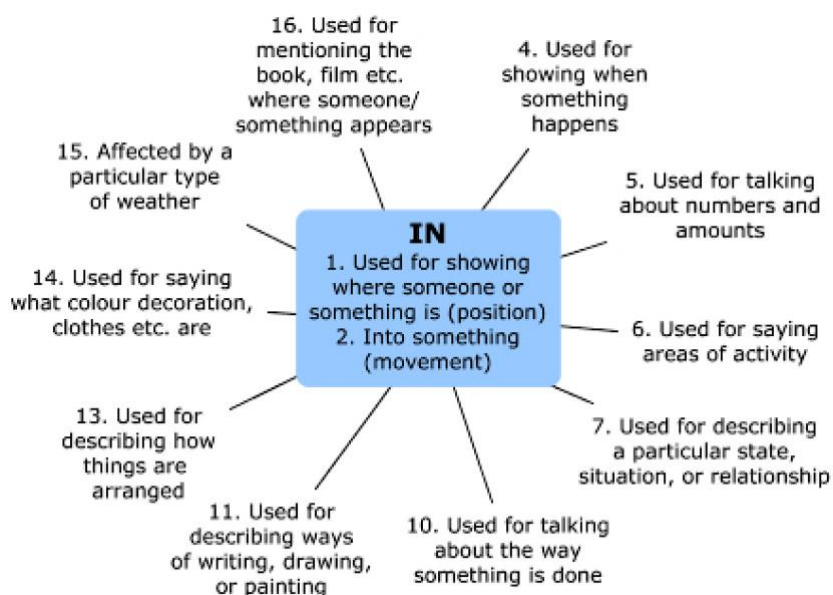 16. Used for
mentioning the
book, film etc.
where someone/
something appears
4. Used for
showing when
something
happens
15. Affected by a
particular type
of weather
5. Used for talking
about numbers and
amounts
IN
1. Used for showing
where someone or
something is (position)
2. Into something
(movement)
14. Used for saying
what colour decoration,
clothes etc. are
6. Used for saying
areas of activity
13. Used for
describing how
things are
arranged
7. Used for describing
a particular state,
situation, or relationship
11. Used for
describing ways
of writing, drawing,
or painting
10. Used for talking
about the way
something is done